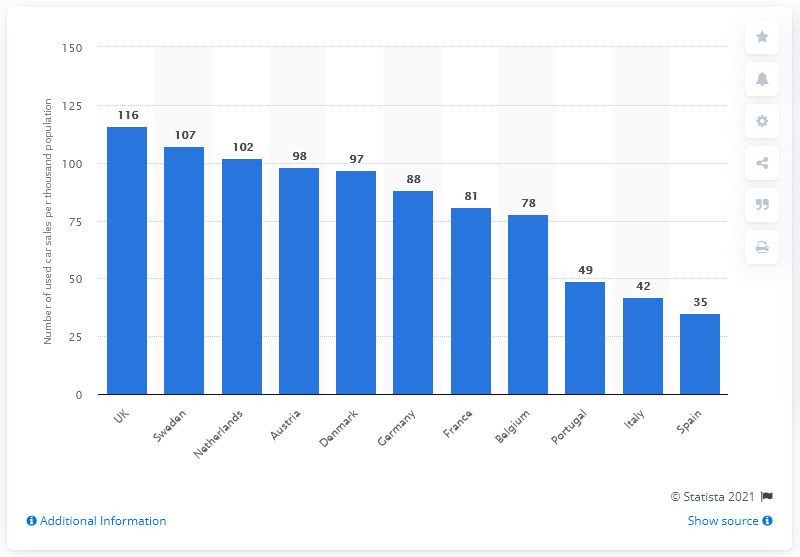 Number of used car sales per thousand population
150
125
100
75
50
25
0
116
107
102
98
97
88
81
78
49
42
35
UK
Sweden
Netherlands
Austria
Denmark
Germany
France
Belgium
Portugal
Italy
Spain
© Statista 2021
Additional Information
Show source